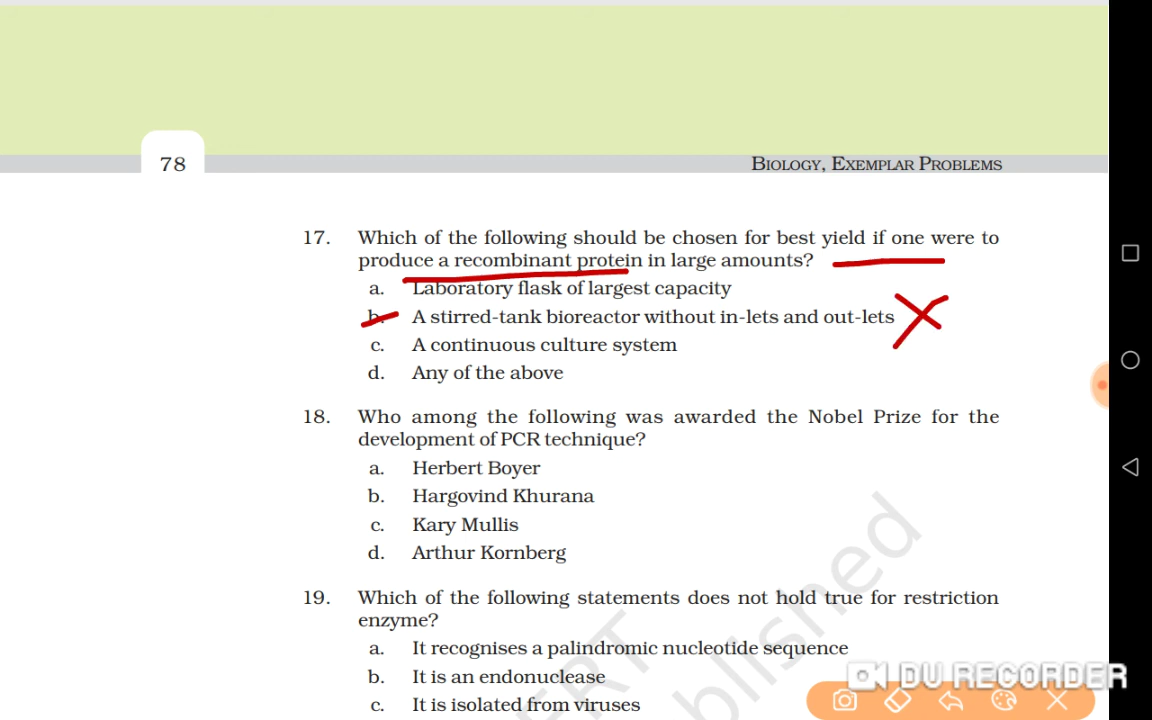 78
BIOLOGY, EXEMPLAR PROBLEMS
17. Which of the following should be chosen for best yield if one were to
produce a recombinant protein in large amounts?
a. Laboratory flask of largest capacity
b. A stirred-tank bioreactor without in-lets and out-lets
c. A continuous culture system
d. Any of the above
18. Who among the following was awarded the Nobel Prize for the
development of PCR technique?
a. Herbert Boyer
b. Hargovind Khurana
c. Kary Mullis
d. Arthur Kornberg
19. Which of the following statements does not hold true for restriction
enzyme?
a. It recognises a palindromic nucleotide sequence
b. It is an endonuclease
c. It is isolated from viruses
DU RECORDER